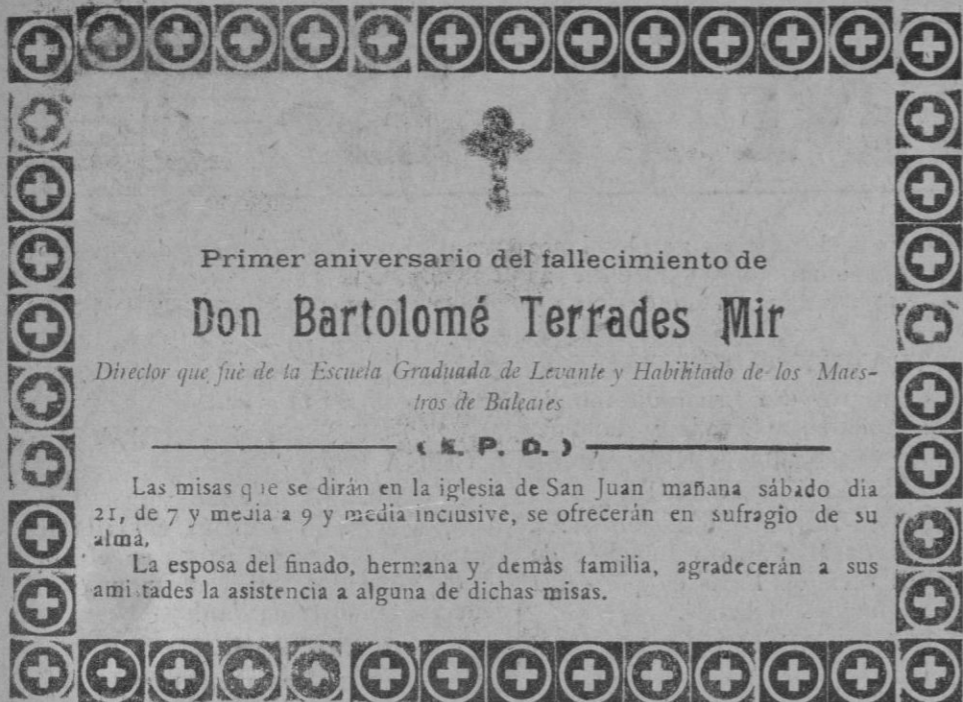 Primer aniversario del fallecimiento de
Don Bartolomé Terrades Mir
Director que fué de la Escuela Graduada de Levante y Habilitado de los Maes-
tros de Baleares
( E. P. D. )
Las misas que se dirán en la iglesia de San Juan mañana sábado dia
21, de 7 y media a 9 y media inclusive, se ofrecerán en sufragio de su
alma,
La esposa del finado, hermana y demás familia, agradecerán a sus
amistades la asistencia a alguna de dichas misas.